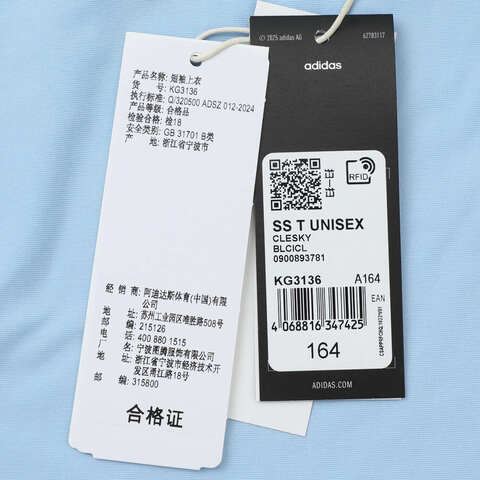 产品名称: 短袖上衣
货 号: KG3136
执行标准: Q/320500 ADSZ 012-2024
产品等级: 合格品
检验合格: 检18
安全类别: GB 31701 B类
产 地: 浙江省宁波市
经 销 商: 阿迪达斯体育(中国)有限
公司
地 址: 苏州工业园区唯胜路508号
邮 编: 215126
电 话: 400 880 1515
厂 名: 宁波熙腾服饰有限公司
地 址: 浙江省宁波市经济技术开
发区甬江路18号
邮 编: 315800
合格证
© 2025 adidas AG 62783117
adidas
RFID
SS T UNISEX
CLESKY
BLCICL
0900893781
KG3136 A164
EAN
4 068816 347425
164
ADIDAS.COM